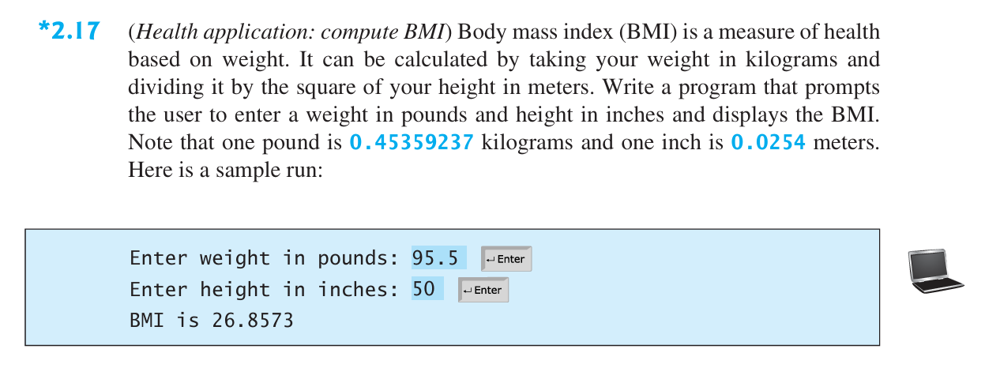 *2.17 (Health application: compute BMI) Body mass index (BMI) is a measure of health
based on weight. It can be calculated by taking your weight in kilograms and
dividing it by the square of your height in meters. Write a program that prompts
the user to enter a weight in pounds and height in inches and displays the BMI.
Note that one pound is 0.45359237 kilograms and one inch is 0.0254 meters.
Here is a sample run:
Enter weight in pounds: 95.5 ↵ Enter
Enter height in inches: 50 ↵ Enter
BMI is 26.8573